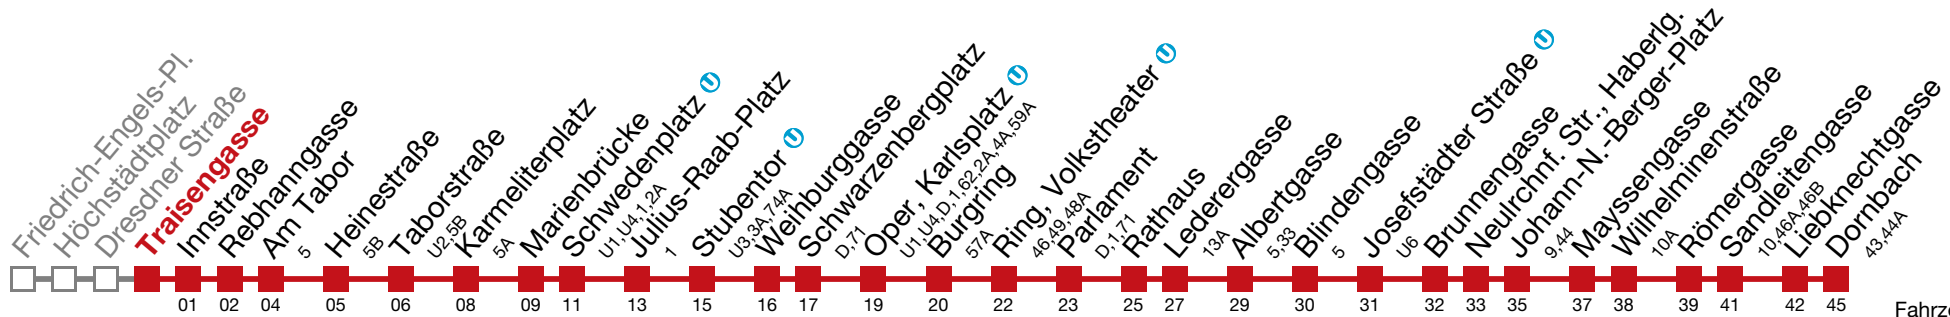 Friedrich-Engels-Pl.
Höchstädtplatz
Dresdner Straße
Traisengasse
Innstraße
Rebhanngasse
Am Tabor
5
Heinestraße
5B
Taborstraße
U2,5B
Karmeliterplatz
5A
Marienbrücke
Schwedenplatz U
U1,U4,1,2A
Julius-Raab-Platz
1
Stubentor U
U3,3A,74A
Weihburggasse
Schwarzenbergplatz
D,71
Oper, Karlsplatz U
U1,U4,D,1,62,2A,4A,59A
Burgring
57A
Ring, Volkstheater U
46,49,48A
Parlament
D,1,71
Rathaus
Lederergasse
13A
Albertgasse
5,33
Blindengasse
5
Josefstädter Straße U
U6
Brunnengasse
Neulrchnf. Str., Haberlg.
Johann-N.-Berger-Platz
9,44
Mayssengasse
Wilhelminenstraße
10A
Römergasse
Sandleitengasse
10,46A,46B
Liebknechtgasse
Dornbach
43,44A
01 02 04 05 06 08 09 11 13 15 16 17 19 20 22 23 25 27 29 30 31 32 33 35 37 38 39 41 42 45
Fahrze